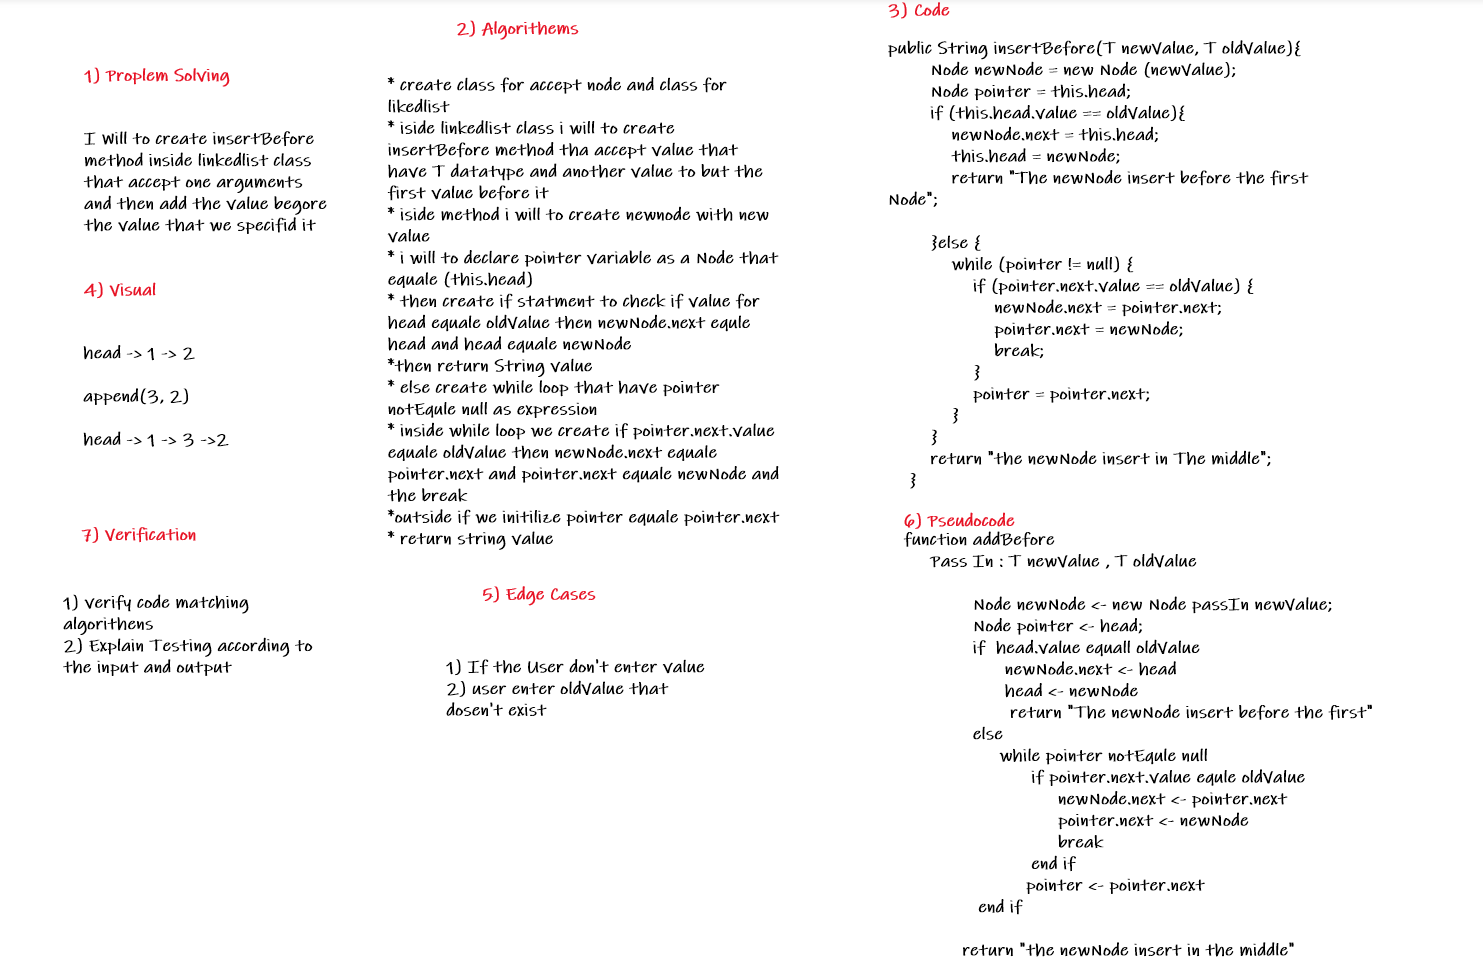 1) Proplem Solving
I Will to create insertBefore
method inside linkedlist class
that accept one arguments
and then add the value begore
the value that we specifid it
4) Visual
head -> 1 -> 2
append(3, 2)
head -> 1 -> 3 ->2
7) Verification
1) verify code matching
algorithens
2) Explain Testing according to
the input and output
2) Algorithems
* create class for accept node and class for
likedlist
* iside linkedlist class i will to create
insertBefore method tha accept value that
have T datatype and another value to but the
first value before it
* iside method i will to create newnode with new
value
* i will to declare pointer variable as a Node that
equale (this.head)
* then create if statment to check if value for
head equale oldValue then newNode.next equle
head and head equale newNode
*then return String value
* else create while loop that have pointer
notEqule null as expression
* inside while loop we create if pointer.next.value
equale oldValue then newNode.next equale
pointer.next and pointer.next equale newNode and
the break
*outside if we initilize pointer equale pointer.next
* return string value
5) Edge Cases
1) If the User don't enter value
2) user enter oldValue that
dosen't exist
3) Code
public String insertBefore(T newValue, T oldValue){
Node newNode = new Node (newValue);
Node pointer = this.head;
if (this.head.value == oldValue){
newNode.next = this.head;
this.head = newNode;
return "The newNode insert before the first
Node";
}else {
while (pointer != null) {
if (pointer.next.value == oldValue) {
newNode.next = pointer.next;
pointer.next = newNode;
break;
}
pointer = pointer.next;
}
}
return "the newNode insert in The middle";
}
6) Pseudocode
function addBefore
Pass In : T newValue , T oldValue
Node newNode <- new Node passIn newValue;
Node pointer <- head;
if head.value equall oldValue
newNode.next <- head
head <- newNode
return "The newNode insert before the first"
else
while pointer notEqule null
if pointer.next.value equle oldValue
newNode.next <- pointer.next
pointer.next <- newNode
break
end if
pointer <- pointer.next
end if
return "the newNode insert in the middle"